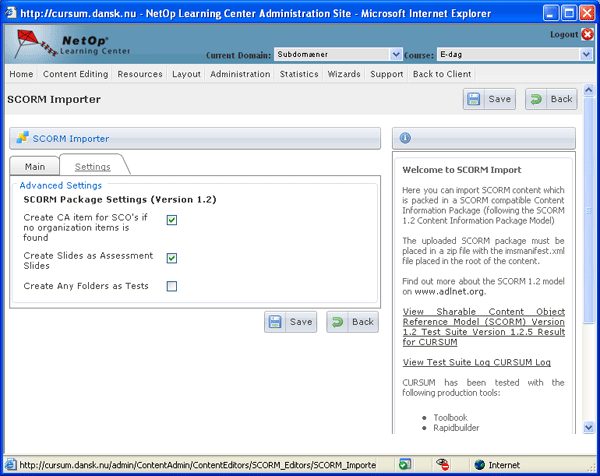 http://cursum.dansk.nu - NetOp Learning Center Administration Site - Microsoft Internet Explorer
Logout
NetOp®
Learning Center
Current Domain: Subdomæner Course: E-dag
Home Content Editing Resources Layout Administration Statistics Wizards Support Back to Client
SCORM Importer
Save Back
SCORM Importer
Main Settings
Advanced Settings
SCORM Package Settings (Version 1.2)
Create CA item for SCO's if
no organization items is
found
Create Slides as Assessment
Slides
Create Any Folders as Tests
Save Back
Welcome to SCORM Import
Here you can import SCORM content which
is packed in a SCORM compatible Content
Information Package (following the SCORM
1.2 Content Information Package Model)
The uploaded SCORM package must be
placed in a zip file with the imsmanifest.xml
file placed in the root of the content.
Find out more about the SCORM 1.2 model
on www.adlnet.org.
View Sharable Content Object
Reference Model (SCORM) Version
1.2 Test Suite Version 1.2.5 Result
for CURSUM
View Test Suite Log CURSUM Log
CURSUM has been tested with the
following production tools:
• Toolbook
• Rapidbuilder
http://cursum.dansk.nu/admin/ContentAdmin/ContentEditors/SCORM_Editors/SCORM_Importe
Internet